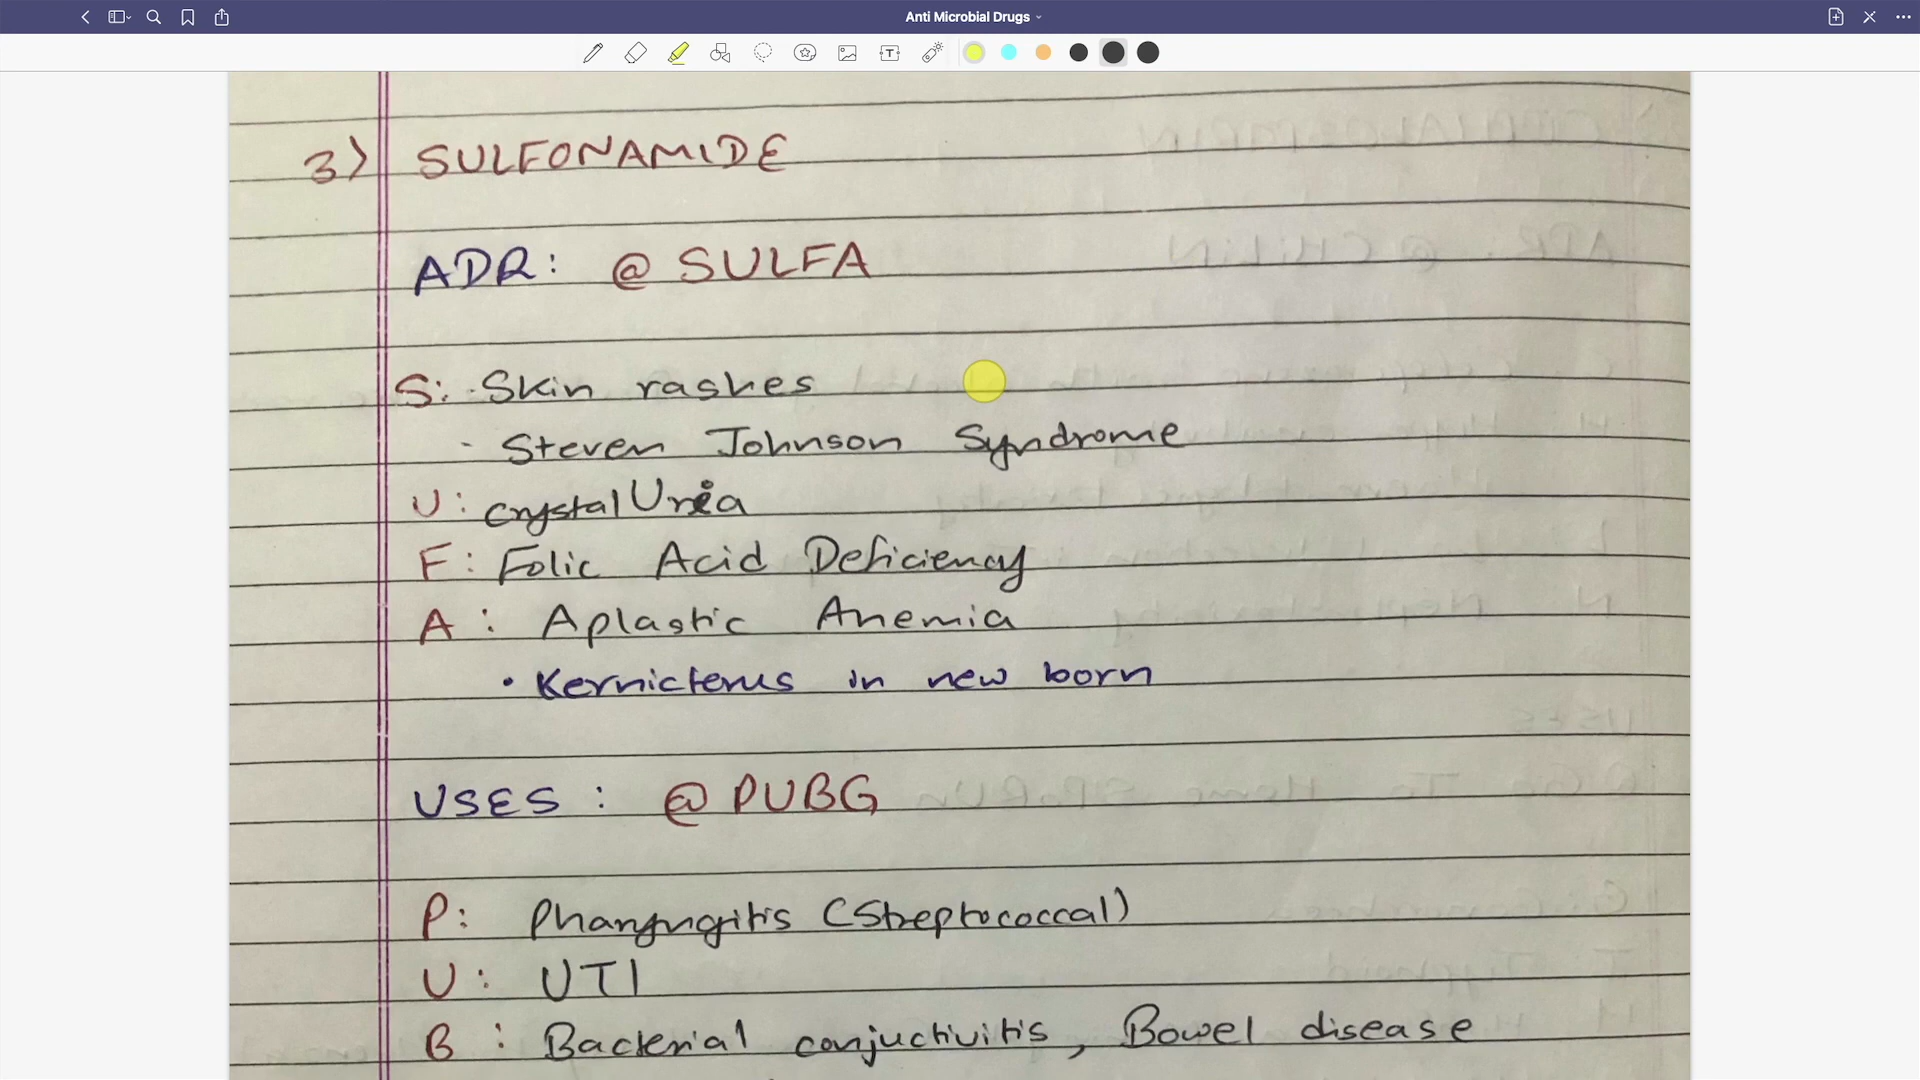 Anti Microbial Drugs
3) SULFONAMIDE
ADR: @ SULFA
S: - Skin rashes
- Steven Johnson Syndrome
U: crystalUria
F: Folic Acid Deficiency
A: Aplastic Anemia
• Kernicterus in new born
USES: @ PUBG
P: Pharyngitis (Streptococcal)
U: UTI
B: Bacterial conjuctivitis, Bowel disease